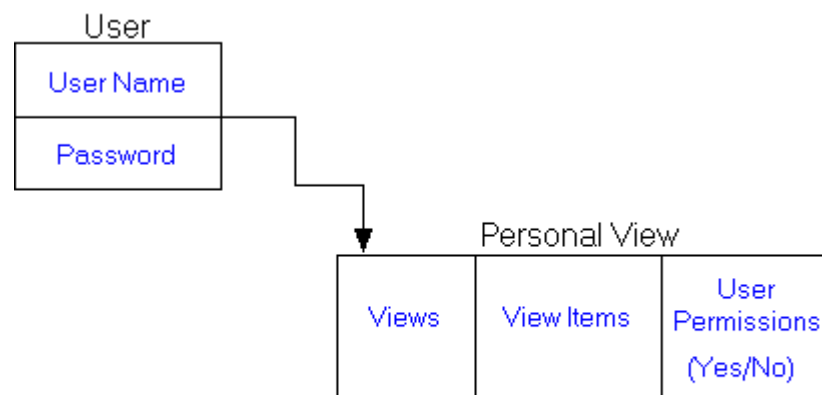 User
User Name
Password
Personal View
Views
View Items
User
Permissions
(Yes/No)